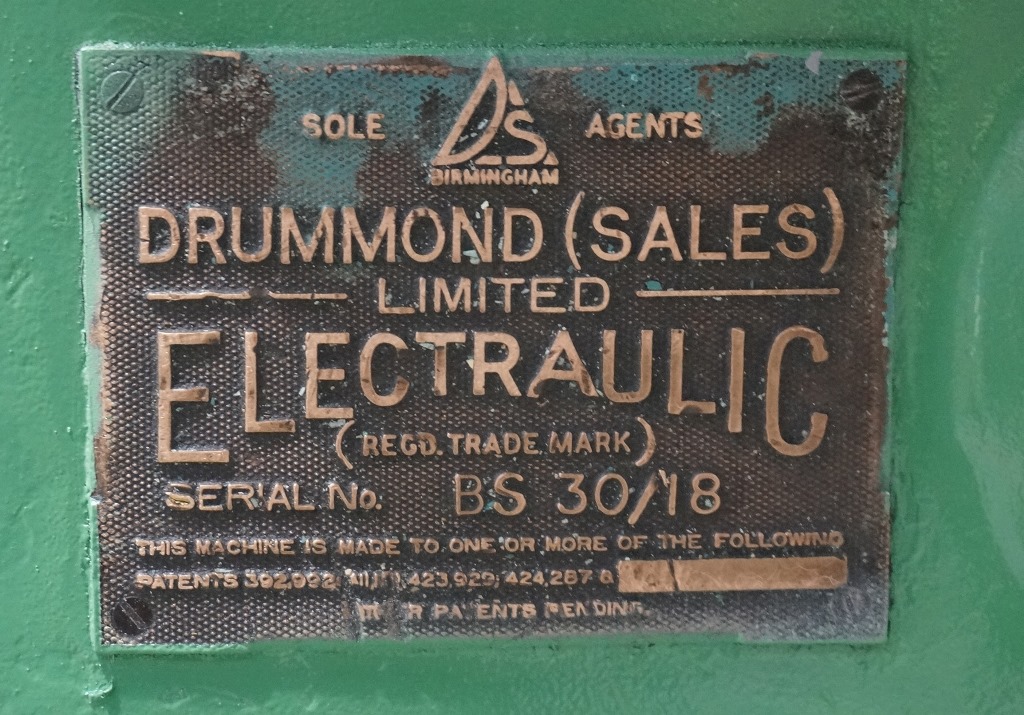 SOLE DS AGENTS
BIRMINGHAM
DRUMMOND (SALES)
LIMITED
ELECTRAULIC
(REGD. TRADE MARK)
SERIAL No. BS 30/18
THIS MACHINE IS MADE TO ONE OR MORE OF THE FOLLOWING
PATENTS 392,992, 423,929, 424,287 &
PATENTS PENDING.